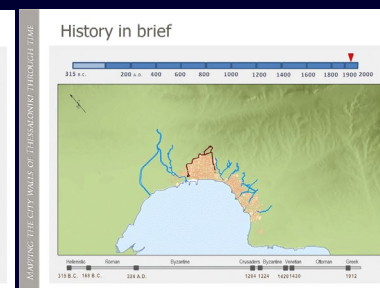 MAPPING THE CITY WALLS OF THESSALONIKI THROUGH TIME
History in brief
315 B.C. 200 A.D. 400 600 800 1000 1200 1400 1600 1800 1900 2000
Hellenistic Roman Byzantine Crusaders Byzantine Venetian Ottoman Greek
315 B.C. 168 B.C. 324 A.D. 1204 1224 1420 1430 1912